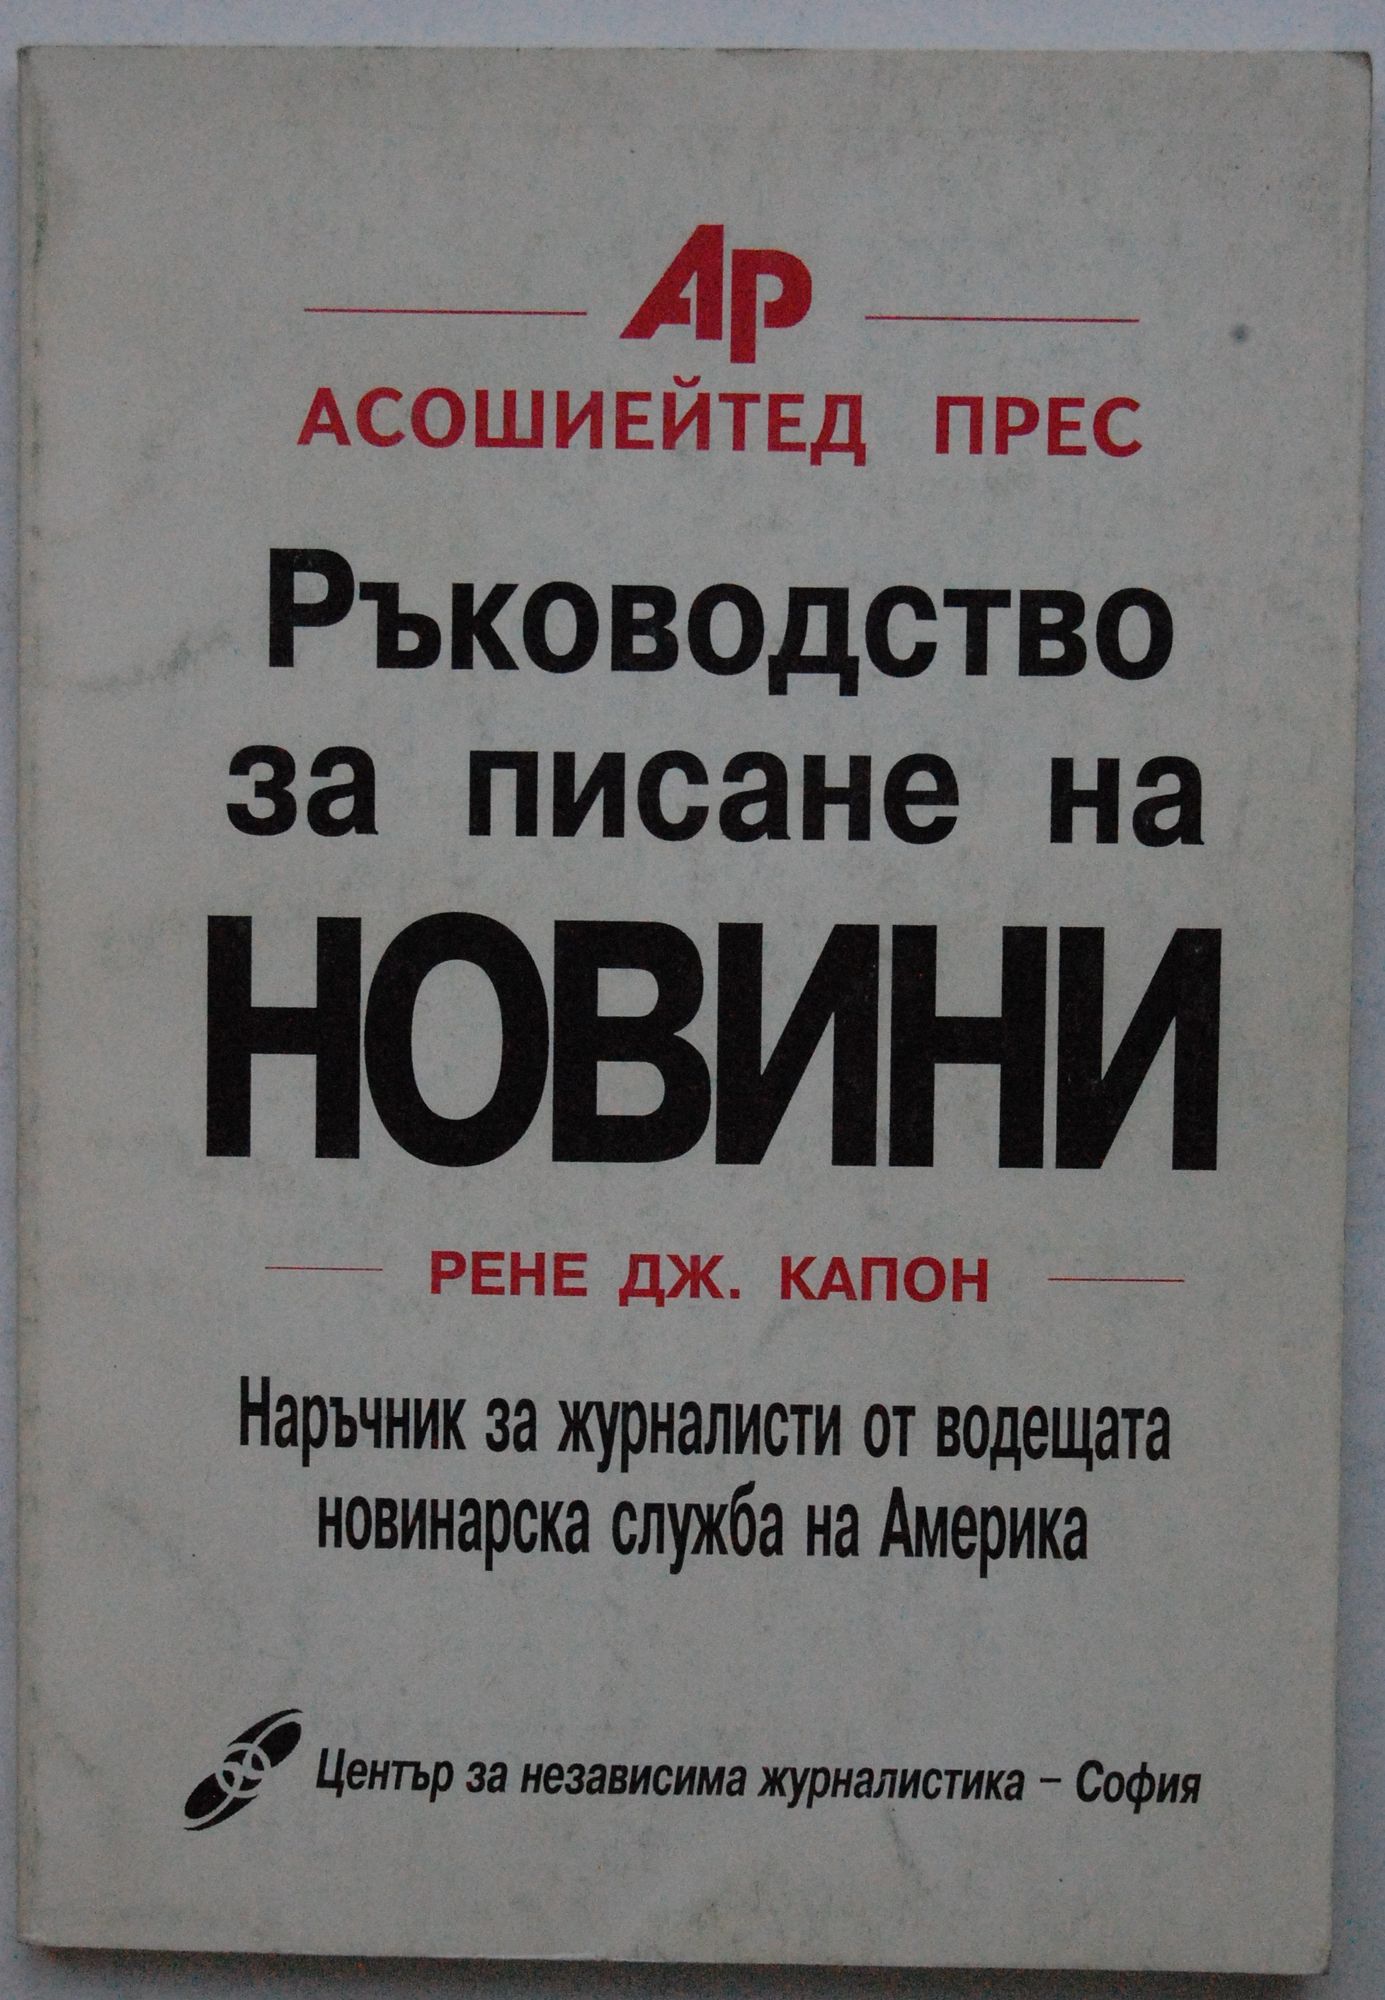 AP
АСОШИЕЙТЕД ПРЕС
Ръководство
за писане на
НОВИНИ
РЕНЕ ДЖ. КАПОН
Наръчник за журналисти от водещата
новинарска служба на Америка
Център за независима журналистика – София